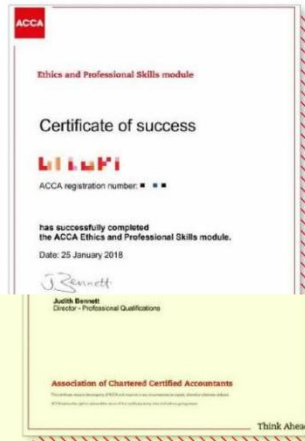 ACCA
Ethics and Professional Skills module
Certificate of success
ACCA registration number:
has successfully completed
the ACCA Ethics and Professional Skills module.
Date: 25 January 2018
J Bennett
Judith Bennett
Director - Professional Qualifications
Association of Chartered Certified Accountants
Think Ahead